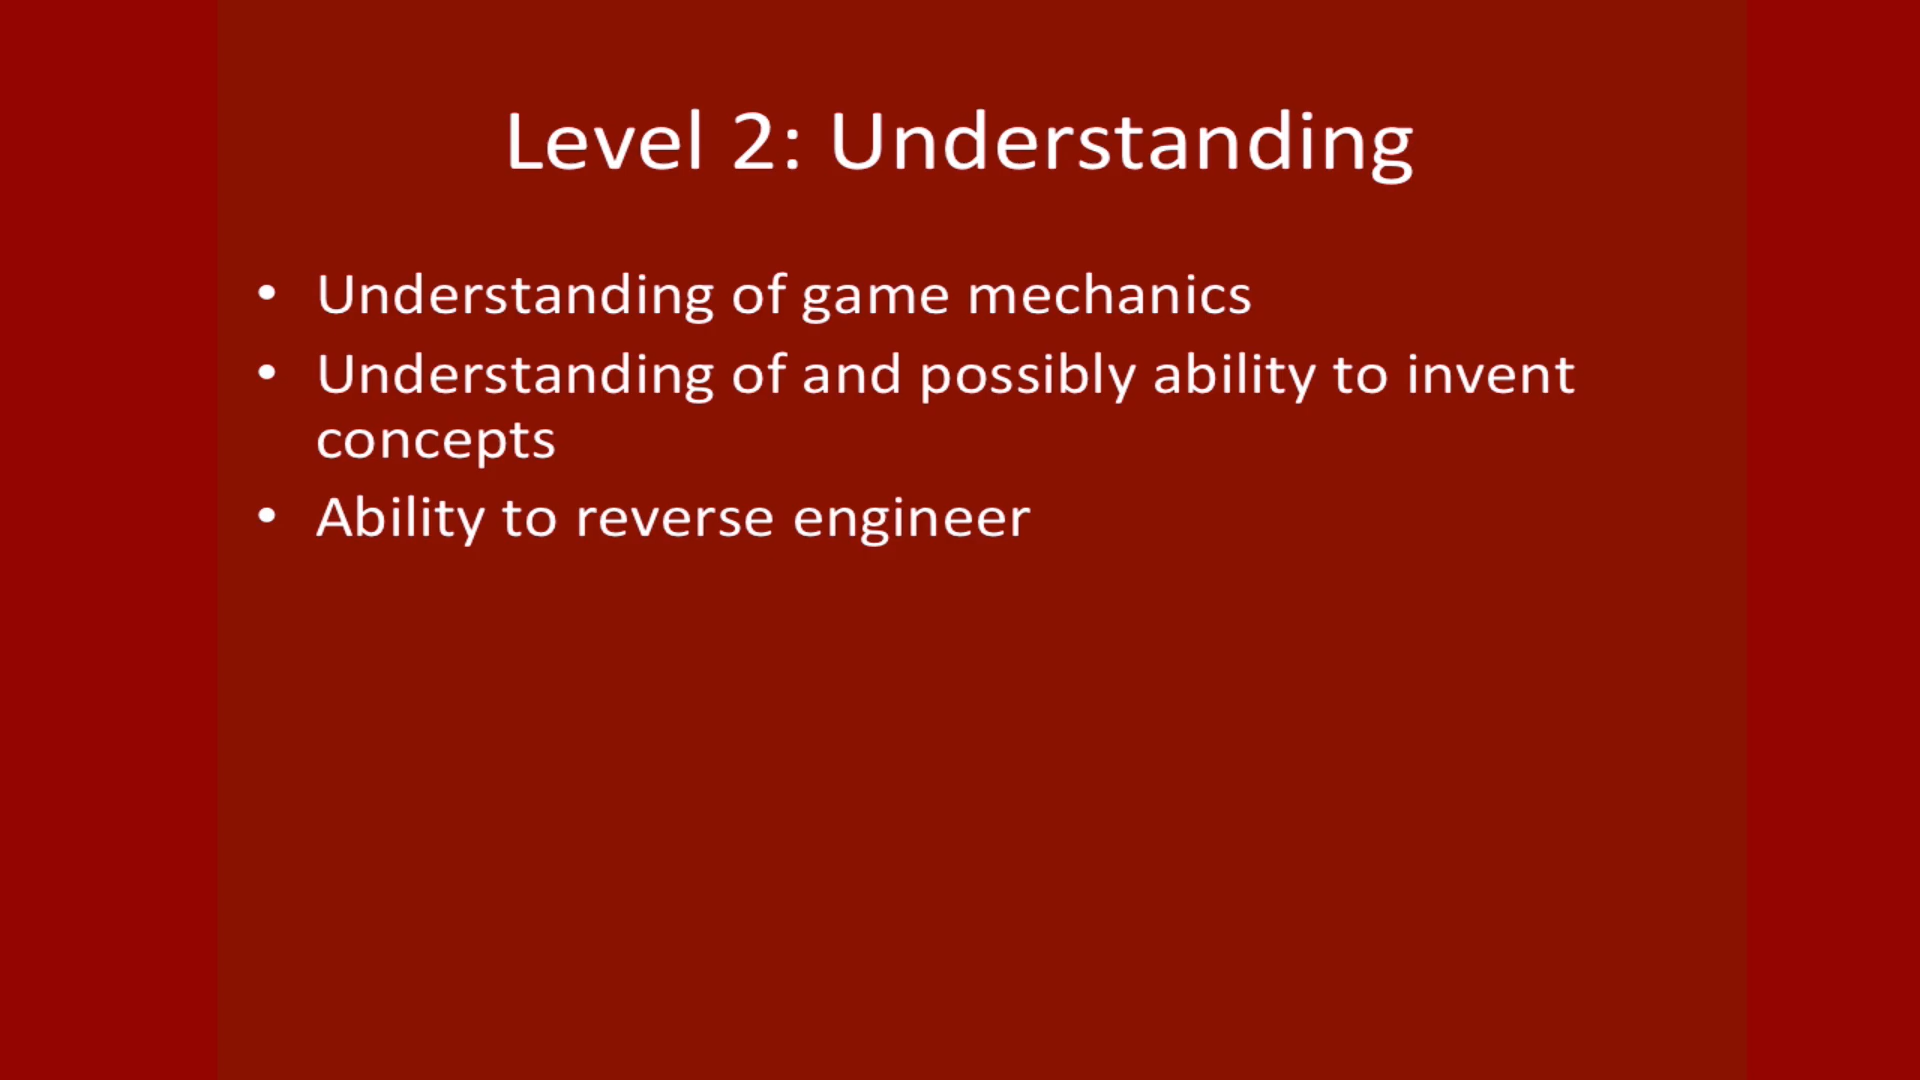 Level 2: Understanding
• Understanding of game mechanics
• Understanding of and possibly ability to invent
concepts
• Ability to reverse engineer